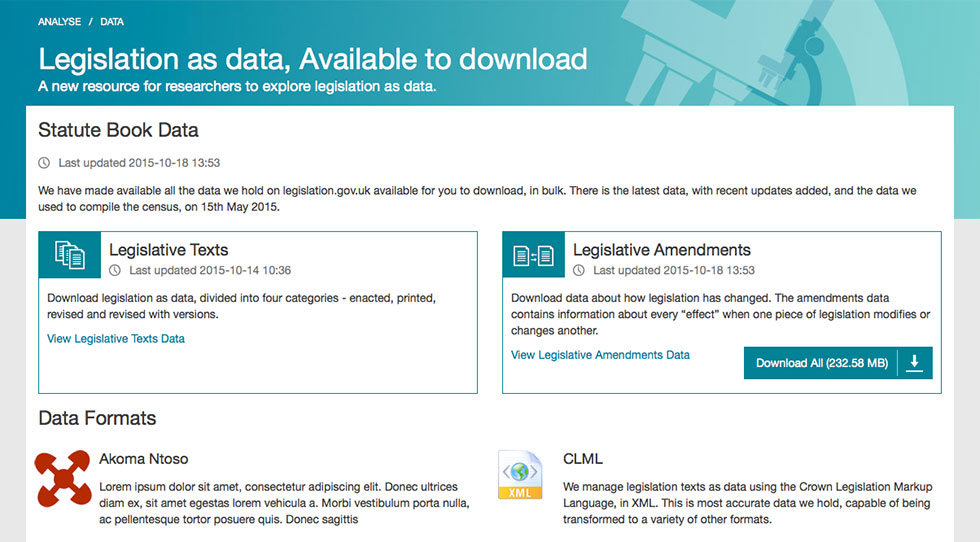 ANALYSE / DATA
Legislation as data, Available to download
A new resource for researchers to explore legislation as data.
Statute Book Data
Last updated 2015-10-18 13:53
We have made available all the data we hold on legislation.gov.uk available for you to download, in bulk. There is the latest data, with recent updates added, and the data we
used to compile the census, on 15th May 2015.
Legislative Texts
Last updated 2015-10-14 10:36
Download legislation as data, divided into four categories - enacted, printed,
revised and revised with versions.
View Legislative Texts Data
Legislative Amendments
Last updated 2015-10-18 13:53
Download data about how legislation has changed. The amendments data
contains information about every “effect” when one piece of legislation modifies or
changes another.
View Legislative Amendments Data
Download All (232.58 MB)
Data Formats
Akoma Ntoso
Lorem ipsum dolor sit amet, consectetur adipiscing elit. Donec ultrices
diam ex, sit amet egestas lorem vehicula a. Morbi vestibulum porta nulla,
ac pellentesque tortor posuere quis. Donec sagittis
XML
CLML
We manage legislation texts as data using the Crown Legislation Markup
Language, in XML. This is most accurate data we hold, capable of being
transformed to a variety of other formats.